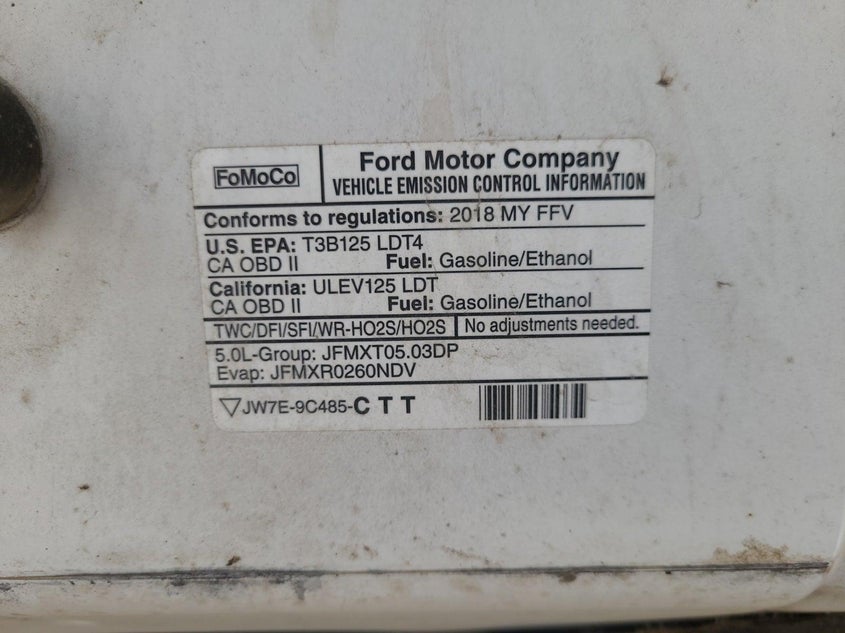 FoMoCo
Ford Motor Company
VEHICLE EMISSION CONTROL INFORMATION
Conforms to regulations: 2018 MY FFV
U.S. EPA: T3B125 LDT4
CA OBD II Fuel: Gasoline/Ethanol
California: ULEV125 LDT
CA OBD II Fuel: Gasoline/Ethanol
TWC/DFI/SFI/WR-HO2S/HO2S No adjustments needed.
5.0L-Group: JFMXT05.03DP
Evap: JFMXR0260NDV
JW7E-9C485-C T T